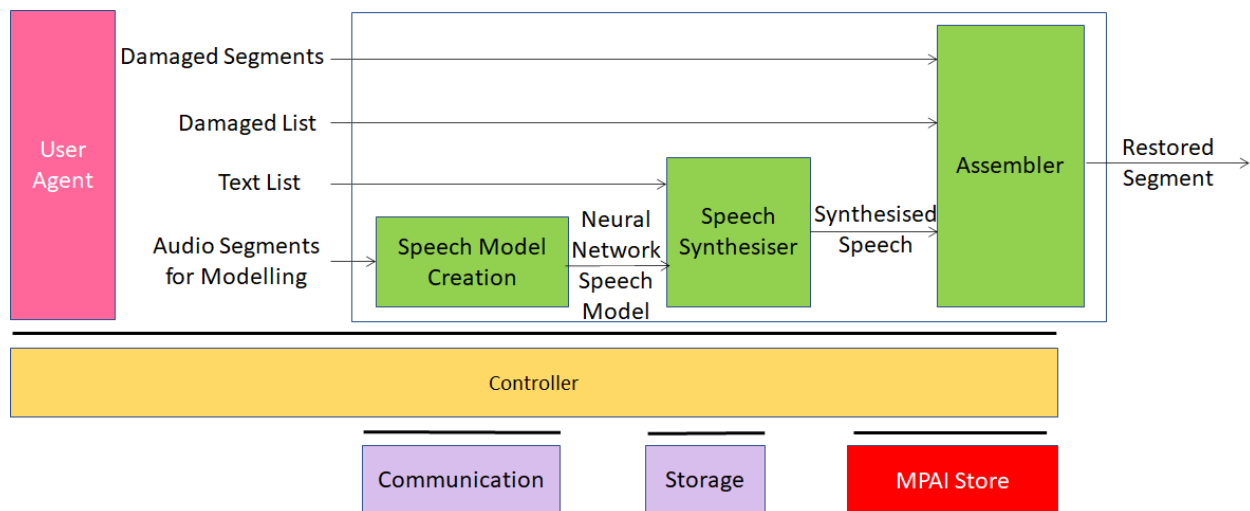 Damaged Segments
Damaged List
Text List
Audio Segments
for Modelling
User
Agent
Speech Model
Creation
Neural
Network
Speech
Model
Speech
Synthesiser
Synthesised
Speech
Assembler
Restored
Segment
Controller
Communication
Storage
MPAI Store